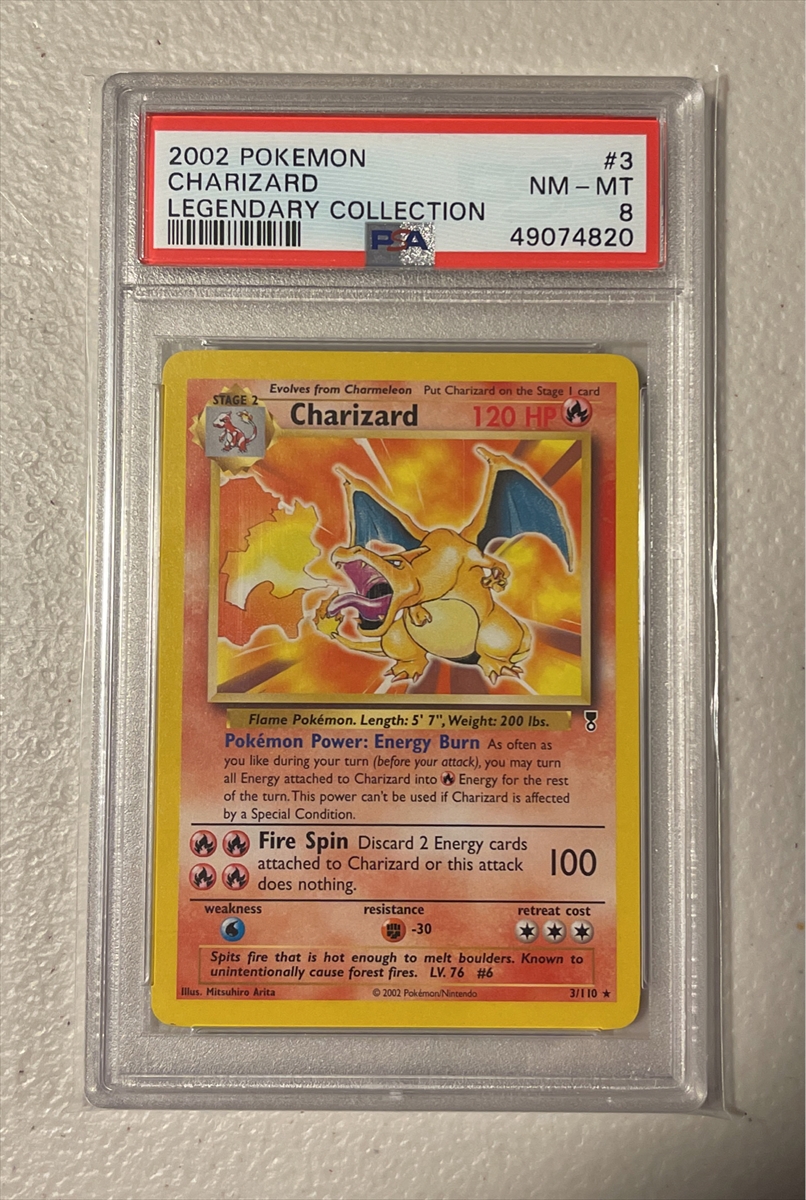 2002 POKEMON #3
CHARIZARD NM - MT
LEGENDARY COLLECTION 8
PSA 49074820
Evolves from Charmeleon Put Charizard on the Stage 1 card
STAGE 2
Charizard 120 HP
Flame Pokémon. Length: 5' 7", Weight: 200 lbs.
Pokémon Power: Energy Burn As often as
you like during your turn (before your attack), you may turn
all Energy attached to Charizard into Energy for the rest
of the turn. This power can't be used if Charizard is affected
by a Special Condition.
Fire Spin Discard 2 Energy cards
attached to Charizard or this attack 100
does nothing.
weakness resistance retreat cost
-30
Spits fire that is hot enough to melt boulders. Known to
unintentionally cause forest fires. LV. 76 #6
Illus. Mitsuhiro Arita © 2002 Pokémon/Nintendo 3/110 ★